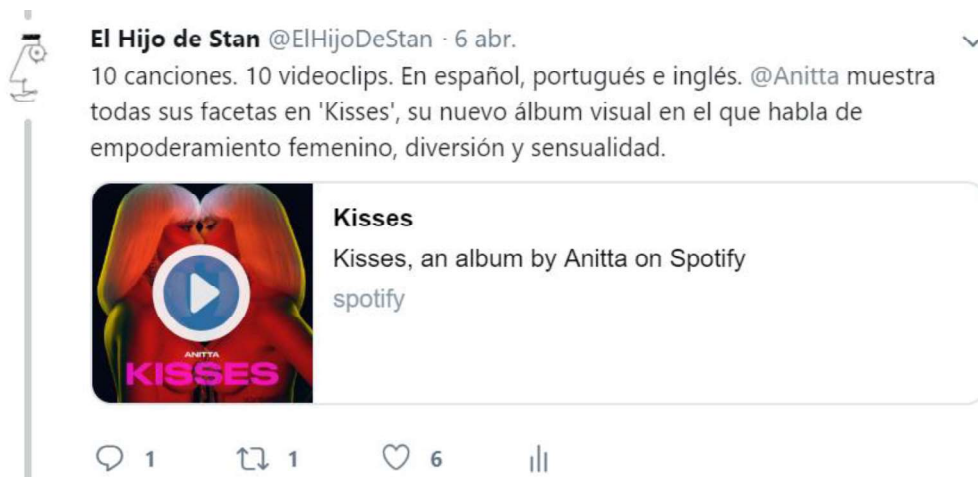 El Hijo de Stan @ElHijoDeStan · 6 abr.
10 canciones. 10 videoclips. En español, portugués e inglés. @Anitta muestra
todas sus facetas en 'Kisses', su nuevo álbum visual en el que habla de
empoderamiento femenino, diversión y sensualidad.
Kisses
Kisses, an album by Anitta on Spotify
spotify
ANITTA
KISSES
1 1 6